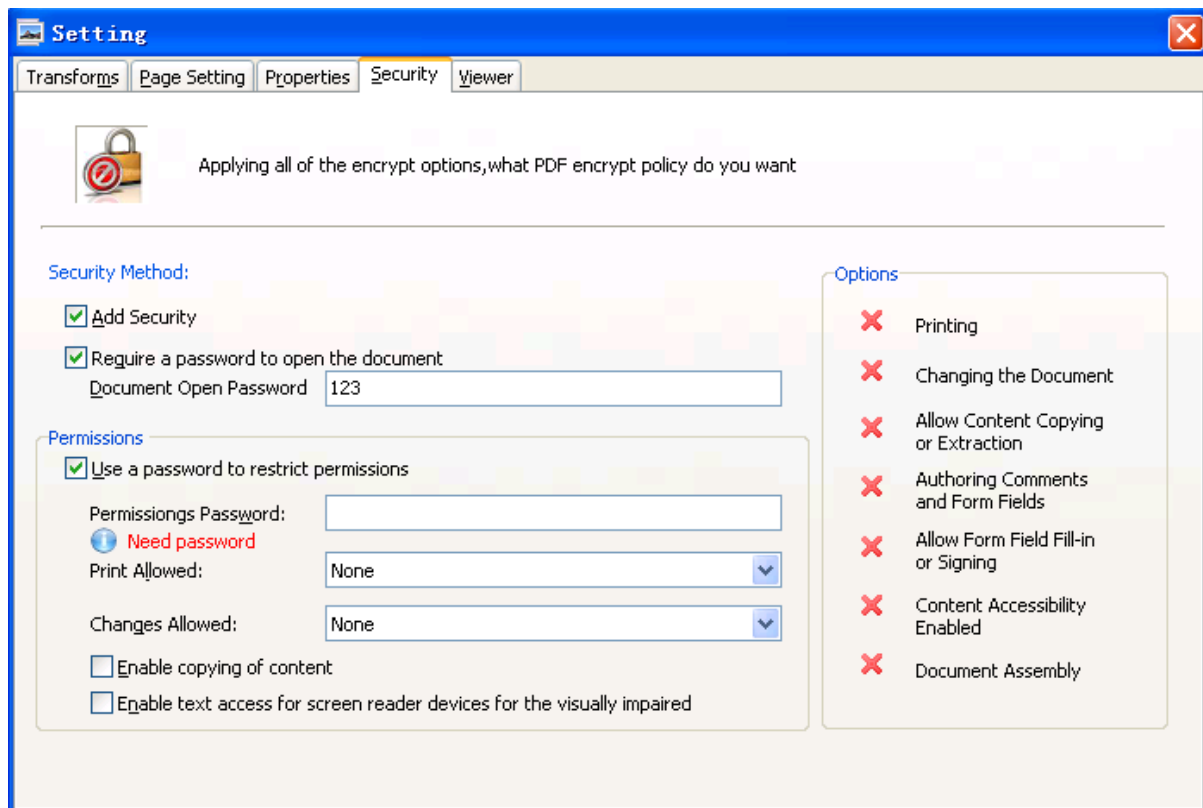 Setting
Transforms Page Setting Properties Security Viewer
Applying all of the encrypt options,what PDF encrypt policy do you want
Security Method:
Add Security
Require a password to open the document
Document Open Password 123
Permissions
Use a password to restrict permissions
Permissiongs Password:
Need password
Print Allowed: None
Changes Allowed: None
Enable copying of content
Enable text access for screen reader devices for the visually impaired
Options
Printing
Changing the Document
Allow Content Copying
or Extraction
Authoring Comments
and Form Fields
Allow Form Field Fill-in
or Signing
Content Accessibility
Enabled
Document Assembly